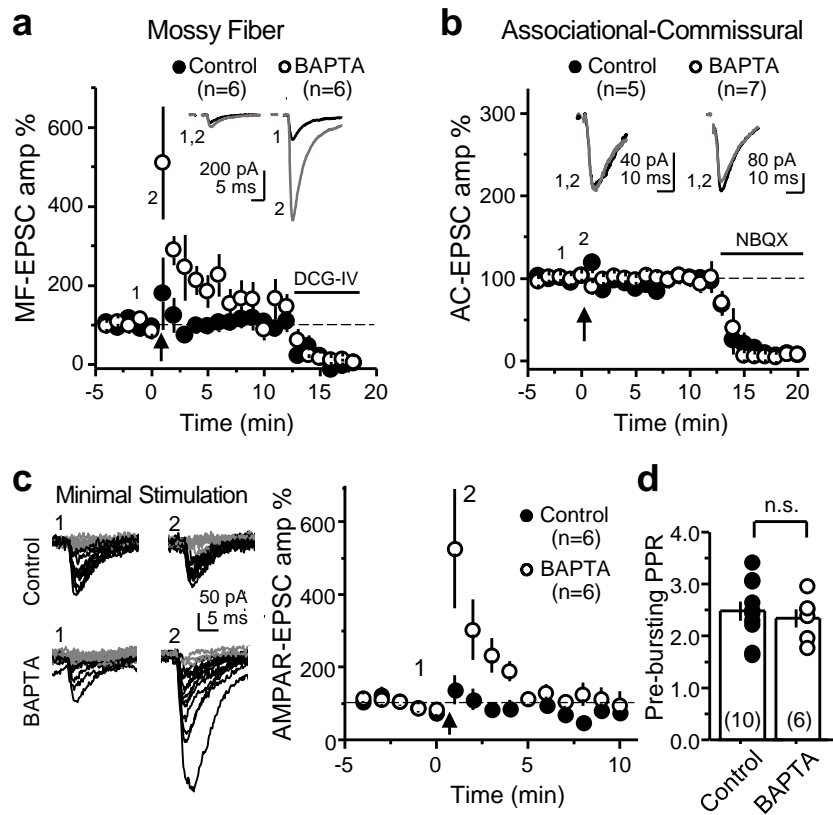 a
Mossy Fiber
Control
(n=6)
BAPTA
(n=6)
MF-EPSC amp %
600
400
200
0
1
2
1,2
1
2
200 pA
5 ms
DCG-IV
-5
0
5
10
15
20
Time (min)
b
Associational-Commissural
Control
(n=5)
BAPTA
(n=7)
AC-EPSC amp %
300
200
100
0
1
2
1,2
40 pA
10 ms
1,2
80 pA
10 ms
NBQX
-5
0
5
10
15
20
Time (min)
c
Minimal Stimulation
Control
1
2
50 pA
5 ms
BAPTA
1
2
AMPAR-EPSC amp %
600
400
200
0
1
2
Control
(n=6)
BAPTA
(n=6)
-5
0
5
10
Time (min)
d
n.s.
Pre-bursting PPR
4.0
3.0
2.0
1.0
0.0
(10)
(6)
Control
BAPTA